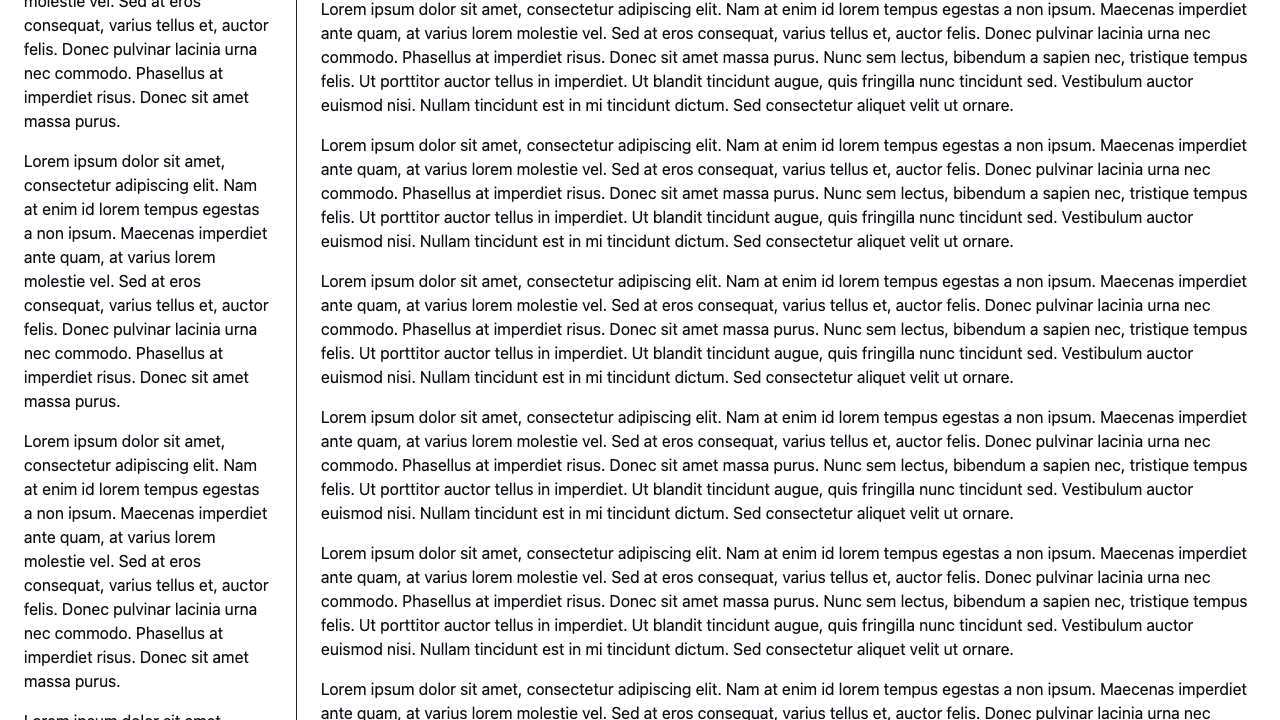 molestie vel. Sed at eros
consequat, varius tellus et, auctor
felis. Donec pulvinar lacinia urna
nec commodo. Phasellus at
imperdiet risus. Donec sit amet
massa purus.
Lorem ipsum dolor sit amet,
consectetur adipiscing elit. Nam
at enim id lorem tempus egestas
a non ipsum. Maecenas imperdiet
ante quam, at varius lorem
molestie vel. Sed at eros
consequat, varius tellus et, auctor
felis. Donec pulvinar lacinia urna
nec commodo. Phasellus at
imperdiet risus. Donec sit amet
massa purus.
Lorem ipsum dolor sit amet,
consectetur adipiscing elit. Nam
at enim id lorem tempus egestas
a non ipsum. Maecenas imperdiet
ante quam, at varius lorem
molestie vel. Sed at eros
consequat, varius tellus et, auctor
felis. Donec pulvinar lacinia urna
nec commodo. Phasellus at
imperdiet risus. Donec sit amet
massa purus.
Lorem ipsum dolor sit amet,
Lorem ipsum dolor sit amet, consectetur adipiscing elit. Nam at enim id lorem tempus egestas a non ipsum. Maecenas imperdiet
ante quam, at varius lorem molestie vel. Sed at eros consequat, varius tellus et, auctor felis. Donec pulvinar lacinia urna nec
commodo. Phasellus at imperdiet risus. Donec sit amet massa purus. Nunc sem lectus, bibendum a sapien nec, tristique tempus
felis. Ut porttitor auctor tellus in imperdiet. Ut blandit tincidunt augue, quis fringilla nunc tincidunt sed. Vestibulum auctor
euismod nisi. Nullam tincidunt est in mi tincidunt dictum. Sed consectetur aliquet velit ut ornare.
Lorem ipsum dolor sit amet, consectetur adipiscing elit. Nam at enim id lorem tempus egestas a non ipsum. Maecenas imperdiet
ante quam, at varius lorem molestie vel. Sed at eros consequat, varius tellus et, auctor felis. Donec pulvinar lacinia urna nec
commodo. Phasellus at imperdiet risus. Donec sit amet massa purus. Nunc sem lectus, bibendum a sapien nec, tristique tempus
felis. Ut porttitor auctor tellus in imperdiet. Ut blandit tincidunt augue, quis fringilla nunc tincidunt sed. Vestibulum auctor
euismod nisi. Nullam tincidunt est in mi tincidunt dictum. Sed consectetur aliquet velit ut ornare.
Lorem ipsum dolor sit amet, consectetur adipiscing elit. Nam at enim id lorem tempus egestas a non ipsum. Maecenas imperdiet
ante quam, at varius lorem molestie vel. Sed at eros consequat, varius tellus et, auctor felis. Donec pulvinar lacinia urna nec
commodo. Phasellus at imperdiet risus. Donec sit amet massa purus. Nunc sem lectus, bibendum a sapien nec, tristique tempus
felis. Ut porttitor auctor tellus in imperdiet. Ut blandit tincidunt augue, quis fringilla nunc tincidunt sed. Vestibulum auctor
euismod nisi. Nullam tincidunt est in mi tincidunt dictum. Sed consectetur aliquet velit ut ornare.
Lorem ipsum dolor sit amet, consectetur adipiscing elit. Nam at enim id lorem tempus egestas a non ipsum. Maecenas imperdiet
ante quam, at varius lorem molestie vel. Sed at eros consequat, varius tellus et, auctor felis. Donec pulvinar lacinia urna nec
commodo. Phasellus at imperdiet risus. Donec sit amet massa purus. Nunc sem lectus, bibendum a sapien nec, tristique tempus
felis. Ut porttitor auctor tellus in imperdiet. Ut blandit tincidunt augue, quis fringilla nunc tincidunt sed. Vestibulum auctor
euismod nisi. Nullam tincidunt est in mi tincidunt dictum. Sed consectetur aliquet velit ut ornare.
Lorem ipsum dolor sit amet, consectetur adipiscing elit. Nam at enim id lorem tempus egestas a non ipsum. Maecenas imperdiet
ante quam, at varius lorem molestie vel. Sed at eros consequat, varius tellus et, auctor felis. Donec pulvinar lacinia urna nec
commodo. Phasellus at imperdiet risus. Donec sit amet massa purus. Nunc sem lectus, bibendum a sapien nec, tristique tempus
felis. Ut porttitor auctor tellus in imperdiet. Ut blandit tincidunt augue, quis fringilla nunc tincidunt sed. Vestibulum auctor
euismod nisi. Nullam tincidunt est in mi tincidunt dictum. Sed consectetur aliquet velit ut ornare.
Lorem ipsum dolor sit amet, consectetur adipiscing elit. Nam at enim id lorem tempus egestas a non ipsum. Maecenas imperdiet
ante quam, at varius lorem molestie vel. Sed at eros consequat, varius tellus et, auctor felis. Donec pulvinar lacinia urna nec